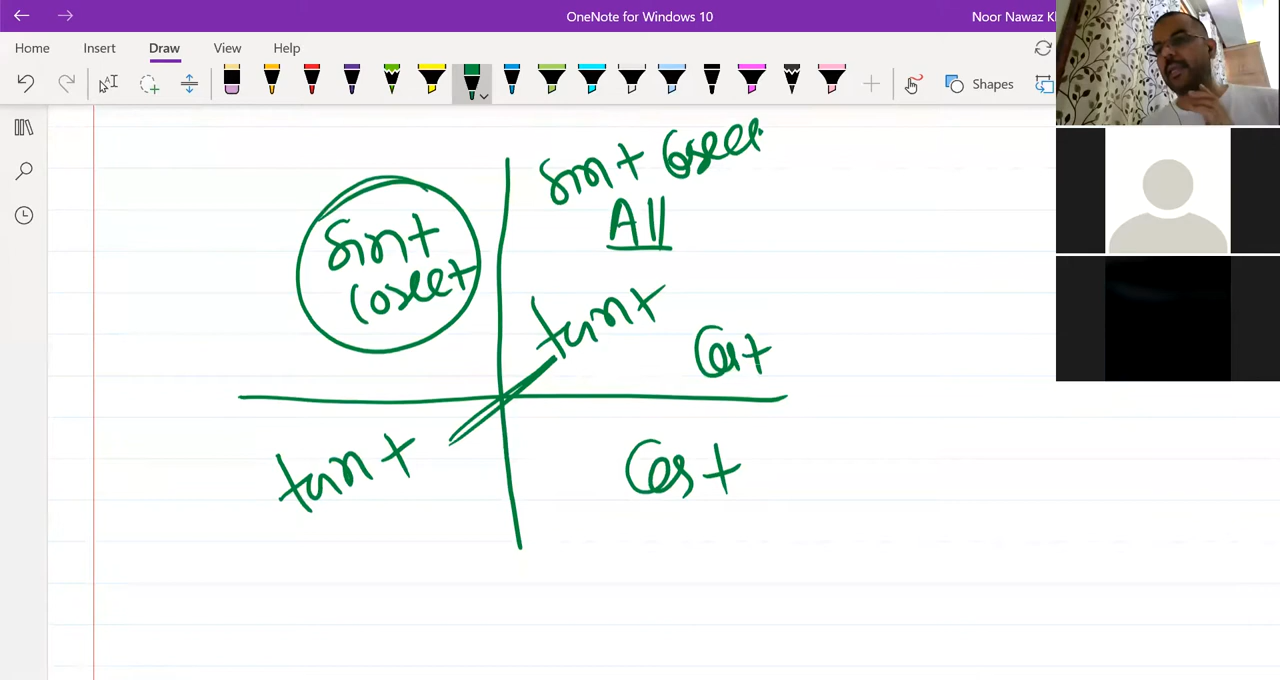 OneNote for Windows 10
Noor Nawaz Kh
Home Insert Draw View Help
Shapes
sin + cosec +
All
sin +
cosec +
tan +
cos +
tan +
cos +